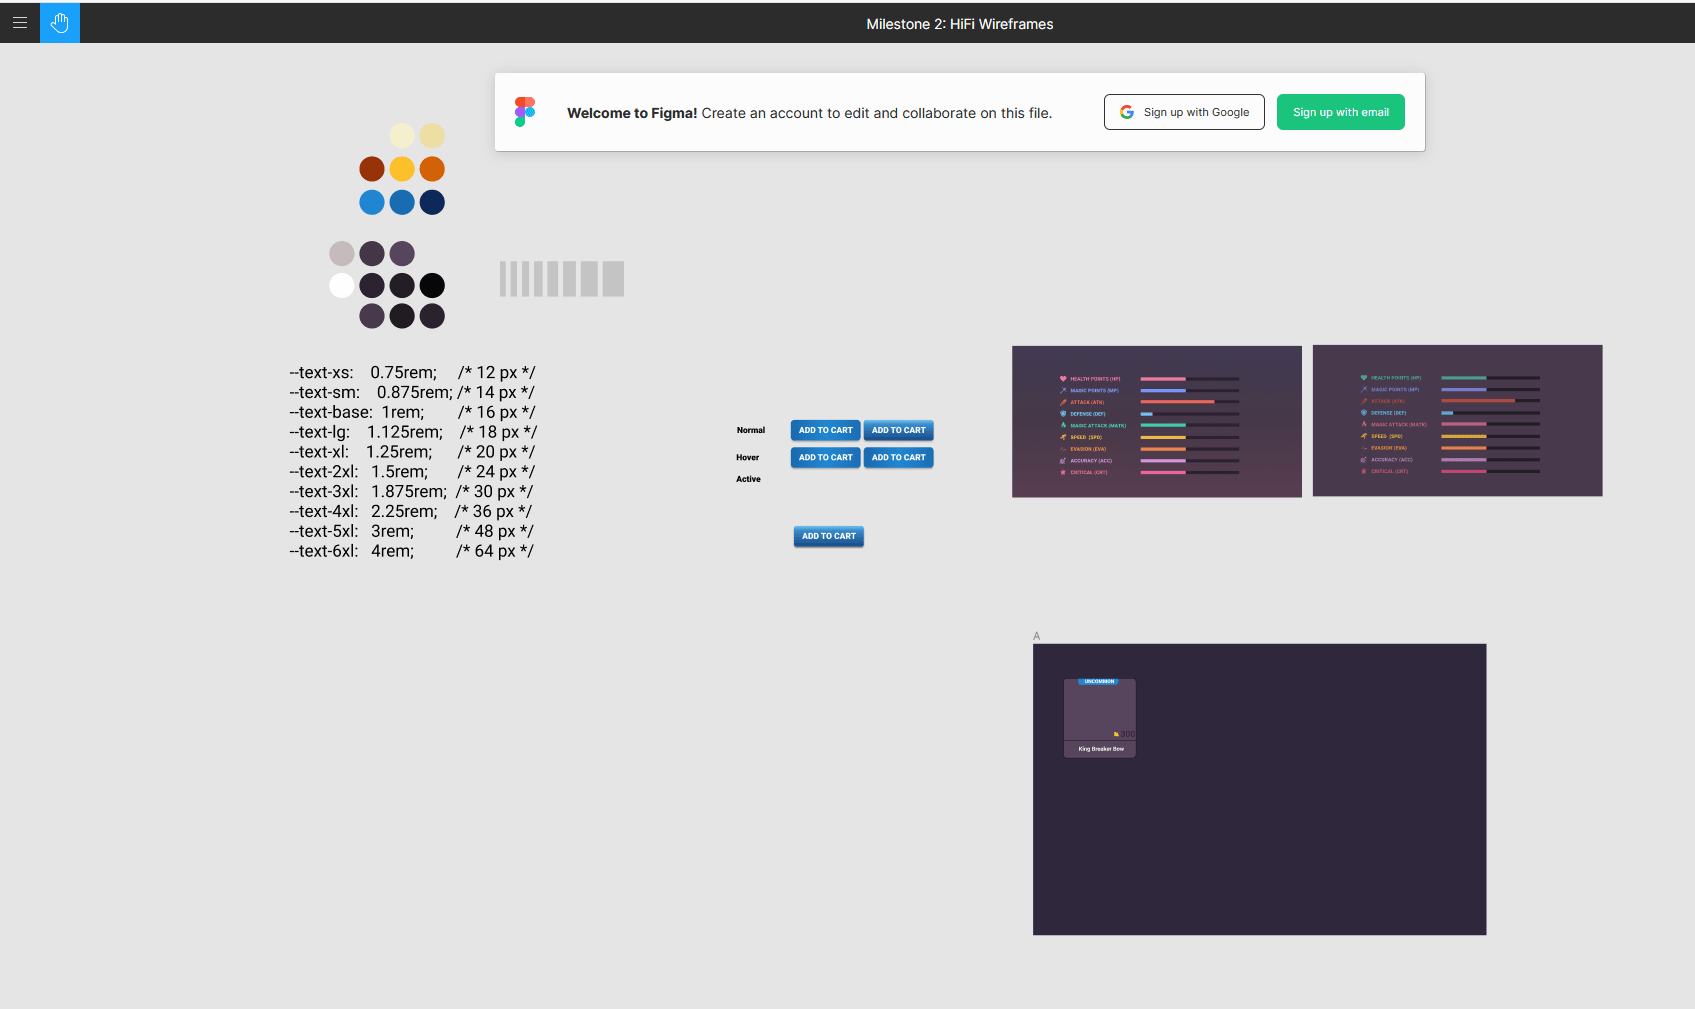 Milestone 2: HiFi Wireframes
Welcome to Figma! Create an account to edit and collaborate on this file.
Sign up with Google
Sign up with email
--text-xs: 0.75rem; /* 12 px */
--text-sm: 0.875rem; /* 14 px */
--text-base: 1rem; /* 16 px */
--text-lg: 1.125rem; /* 18 px */
--text-xl: 1.25rem; /* 20 px */
--text-2xl: 1.5rem; /* 24 px */
--text-3xl: 1.875rem; /* 30 px */
--text-4xl: 2.25rem; /* 36 px */
--text-5xl: 3rem; /* 48 px */
--text-6xl: 4rem; /* 64 px */
Normal
ADD TO CART
ADD TO CART
Hover
ADD TO CART
ADD TO CART
Active
ADD TO CART
HEALTH POINTS (HP)
MAGIC POINTS (MP)
ATTACK (ATK)
DEFENSE (DEF)
MAGIC ATTACK (MATK)
SPEED (SPD)
EVASION (EVA)
ACCURACY (ACC)
CRITICAL (CRT)
HEALTH POINTS (HP)
MAGIC POINTS (MP)
ATTACK (ATK)
DEFENSE (DEF)
MAGIC ATTACK (MATK)
SPEED (SPD)
EVASION (EVA)
ACCURACY (ACC)
CRITICAL (CRT)
A
UNCOMMON
300
King Breaker Bow